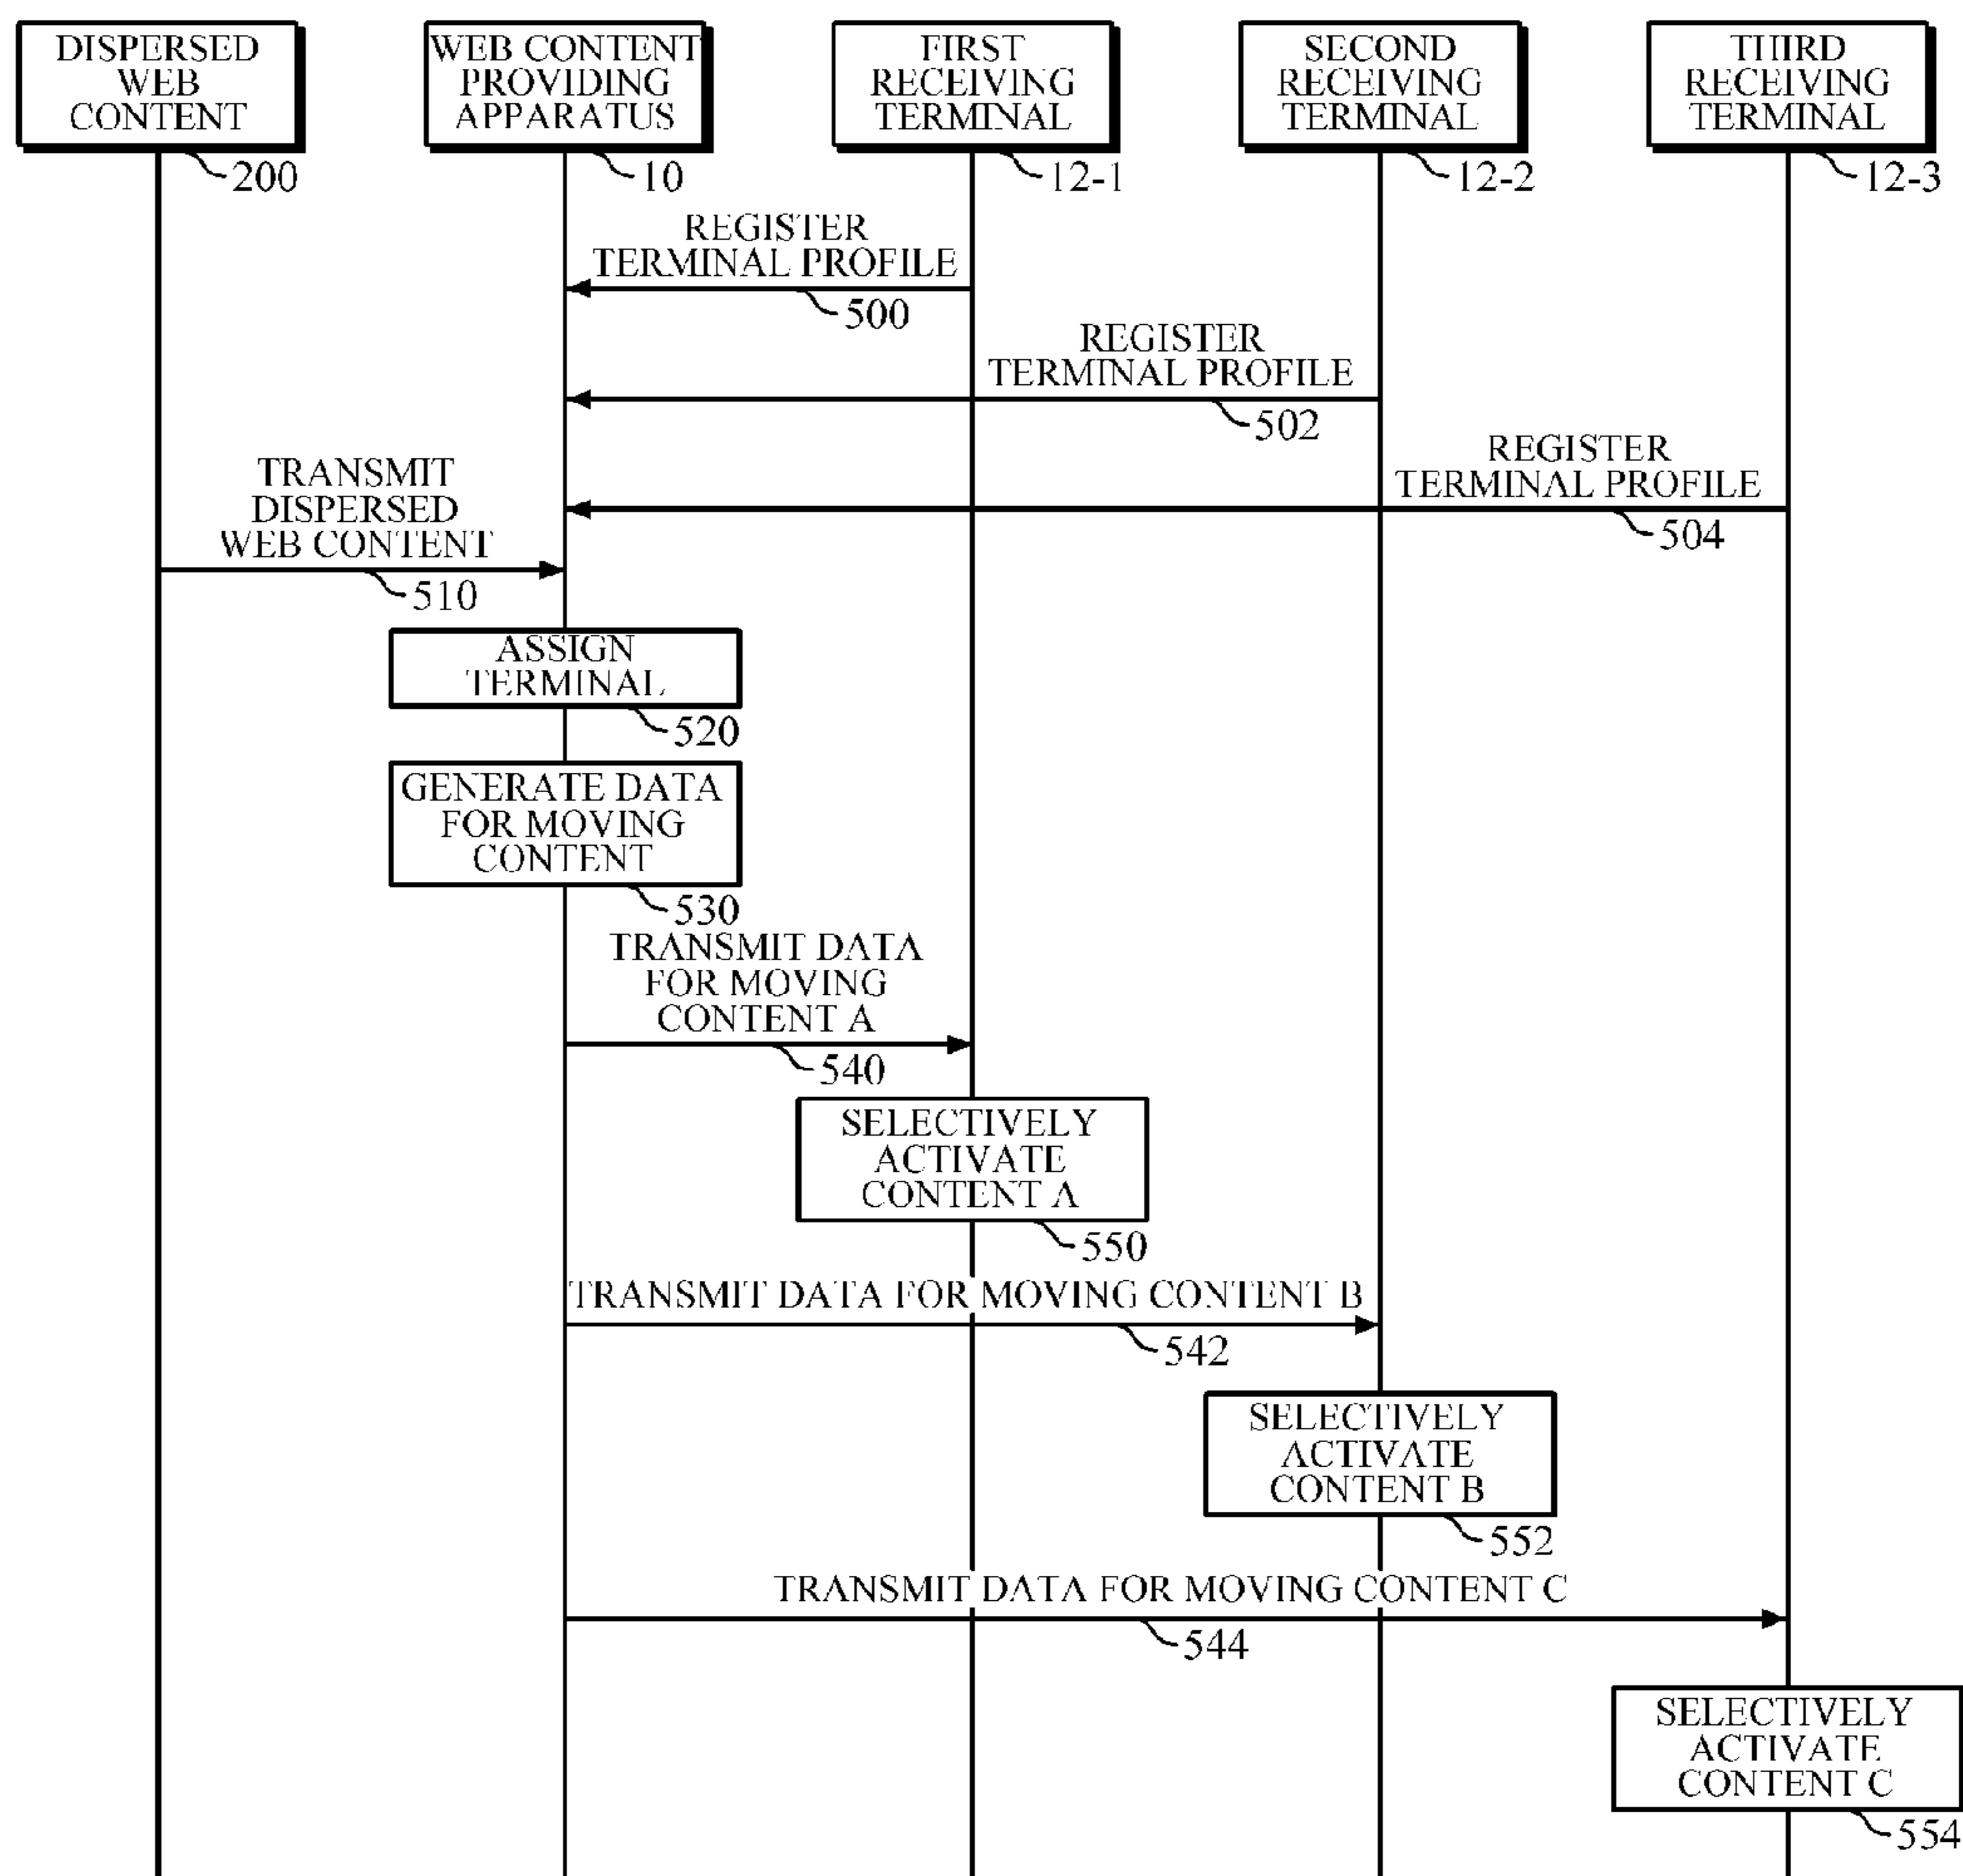 DISPERSED
WEB
CONTENT
200
WEB CONTENT
PROVIDING
APPARATUS
10
FIRST
RECEIVING
TERMINAL
12-1
SECOND
RECEIVING
TERMINAL
12-2
THIRD
RECEIVING
TERMINAL
12-3
REGISTER
TERMINAL PROFILE
500
REGISTER
TERMINAL PROFILE
502
REGISTER
TERMINAL PROFILE
504
TRANSMIT
DISPERSED
WEB CONTENT
510
ASSIGN
TERMINAL
520
GENERATE DATA
FOR MOVING
CONTENT
530
TRANSMIT DATA
FOR MOVING
CONTENT A
540
SELECTIVELY
ACTIVATE
CONTENT A
550
TRANSMIT DATA FOR MOVING CONTENT B
542
SELECTIVELY
ACTIVATE
CONTENT B
552
TRANSMIT DATA FOR MOVING CONTENT C
544
SELECTIVELY
ACTIVATE
CONTENT C
554